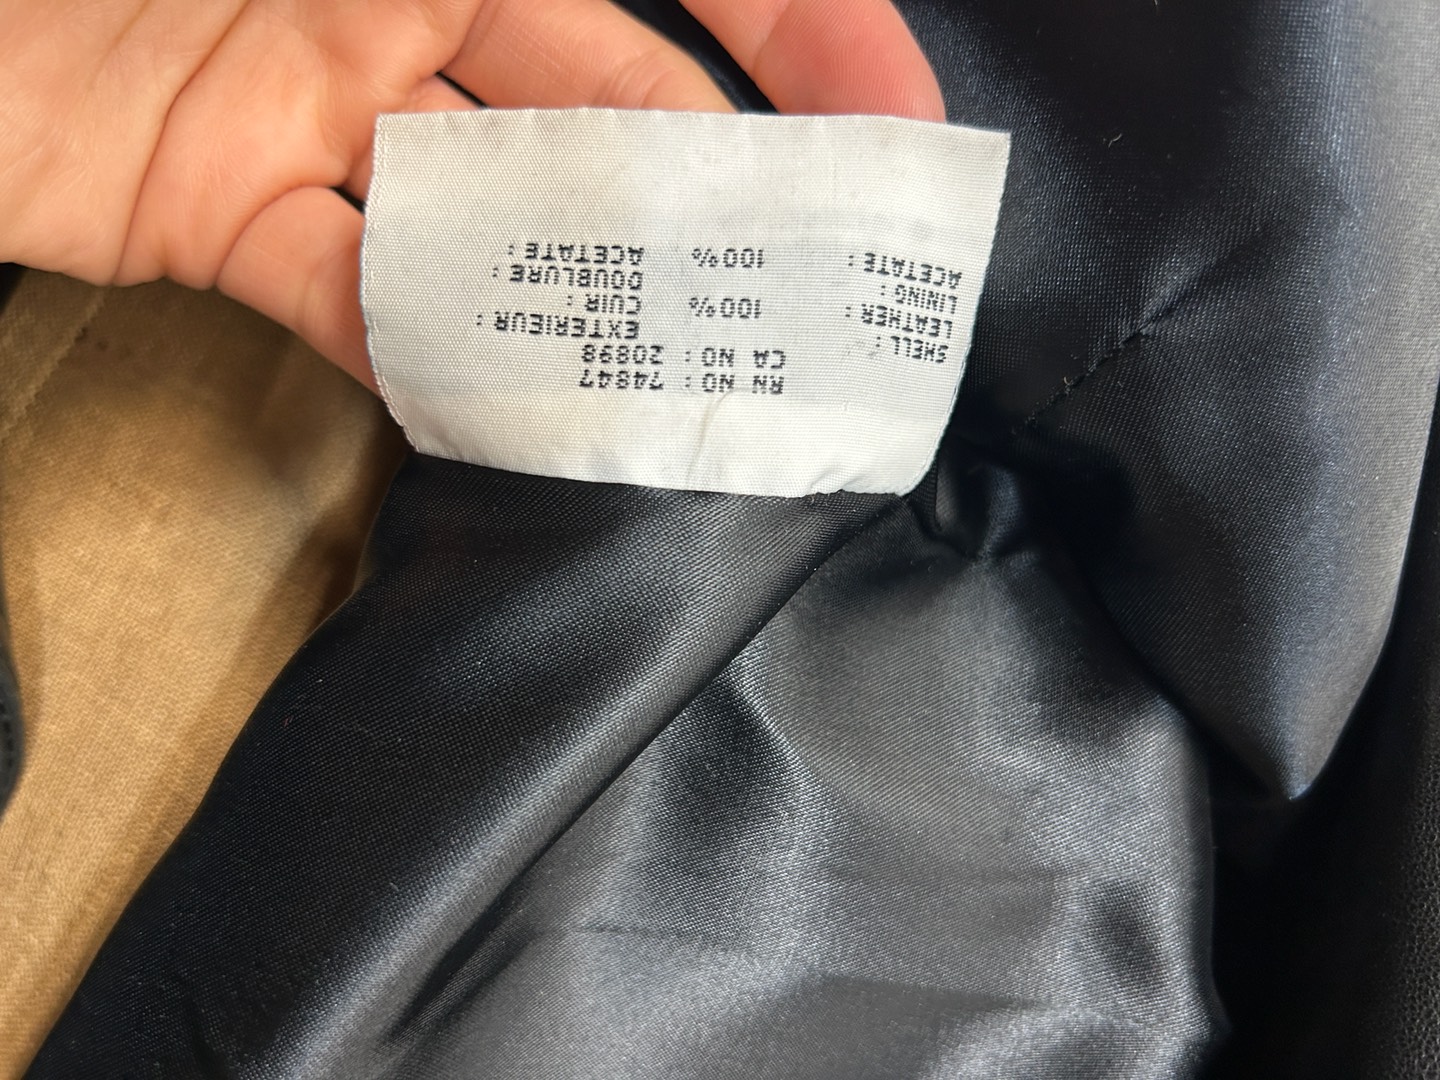 RN NO : 74847
CA NO : 20898
SHELL : EXTERIEUR :
LEATHER : 100% CUIR :
LINING : DOUBLURE :
ACETATE : 100% ACETATE :